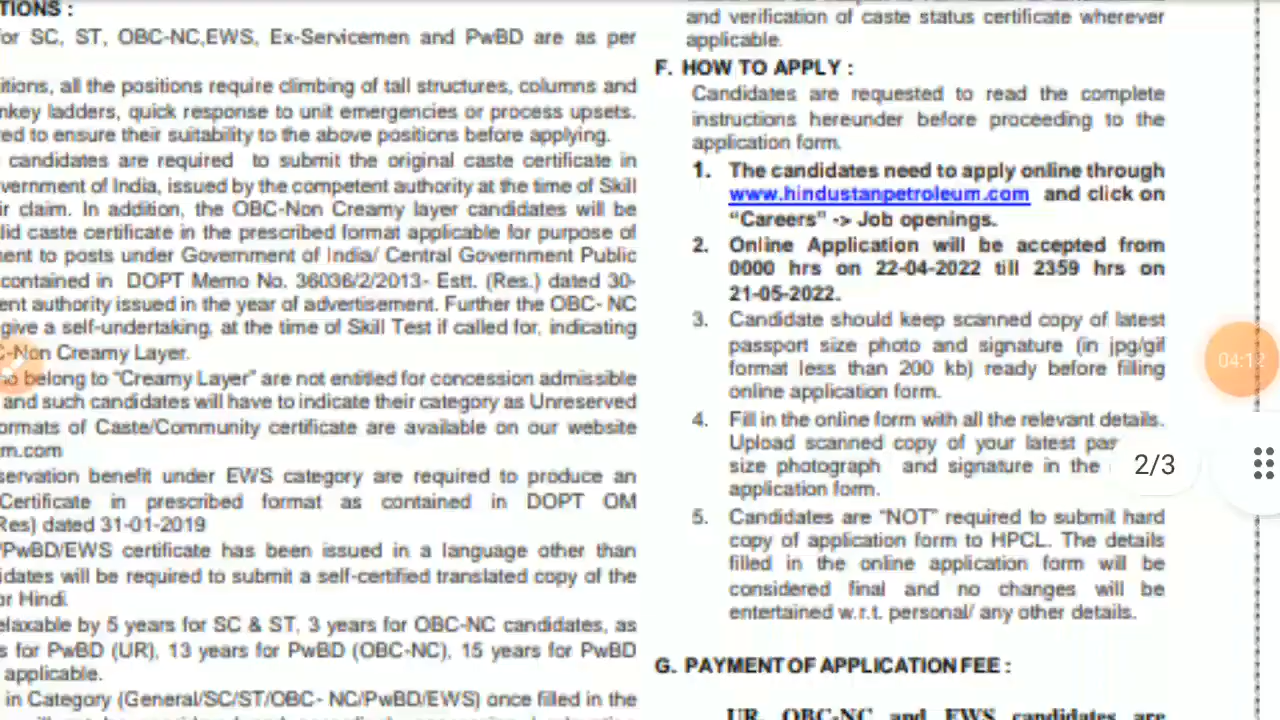 TIONS :
or SC, ST, OBC-NC,EWS, Ex-Servicemen and PwBD are as per
itions, all the positions require climbing of tall structures, columns and
nkey ladders, quick response to unit emergencies or process upsets.
ed to ensure their suitability to the above positions before applying.
candidates are required to submit the original caste certificate in
vernment of India, issued by the competent authority at the time of Skill
ir claim. In addition, the OBC-Non Creamy layer candidates will be
lid caste certificate in the prescribed format applicable for purpose of
ent to posts under Government of India/ Central Government Public
contained in DOPT Memo No. 36036/2/2013- Estt. (Res.) dated 30-
ent authority issued in the year of advertisement. Further the OBC- NC
give a self-undertaking, at the time of Skill Test if called for, indicating
C-Non Creamy Layer.
o belong to “Creamy Layer” are not entitled for concession admissible
and such candidates will have to indicate their category as Unreserved
ormats of Caste/Community certificate are available on our website
m.com
servation benefit under EWS category are required to produce an
Certificate in prescribed format as contained in DOPT OM
Res) dated 31-01-2019
/PwBD/EWS certificate has been issued in a language other than
idates will be required to submit a self-certified translated copy of the
or Hindi.
elaxable by 5 years for SC & ST, 3 years for OBC-NC candidates, as
s for PwBD (UR), 13 years for PwBD (OBC-NC), 15 years for PwBD
applicable.
in Category (General/SC/ST/OBC- NC/PwBD/EWS) once filled in the
and verification of caste status certificate wherever
applicable.
F. HOW TO APPLY :
Candidates are requested to read the complete
instructions hereunder before proceeding to the
application form.
1. The candidates need to apply online through
www.hindustanpetroleum.com and click on
“Careers” -> Job openings.
2. Online Application will be accepted from
0000 hrs on 22-04-2022 till 2359 hrs on
21-05-2022.
3. Candidate should keep scanned copy of latest
passport size photo and signature (in jpg/gif
format less than 200 kb) ready before filling
online application form.
4. Fill in the online form with all the relevant details.
Upload scanned copy of your latest pas
size photograph and signature in the
application form.
5. Candidates are “NOT” required to submit hard
copy of application form to HPCL. The details
filled in the online application form will be
considered final and no changes will be
entertained w.r.t. personal/ any other details.
G. PAYMENT OF APPLICATION FEE :
UR, OBC-NC and EWS candidates are
04:12
2/3